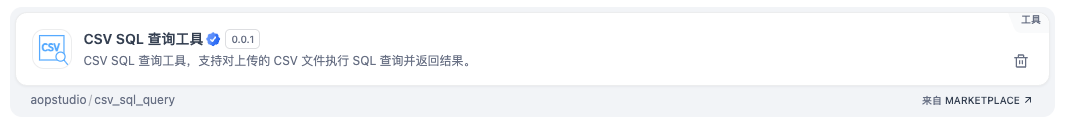 工具
CSV
CSV SQL 查询工具 0.0.1
CSV SQL 查询工具，支持对上传的 CSV 文件执行 SQL 查询并返回结果。
aopstudio / csv_sql_query 来自 MARKETPLACE